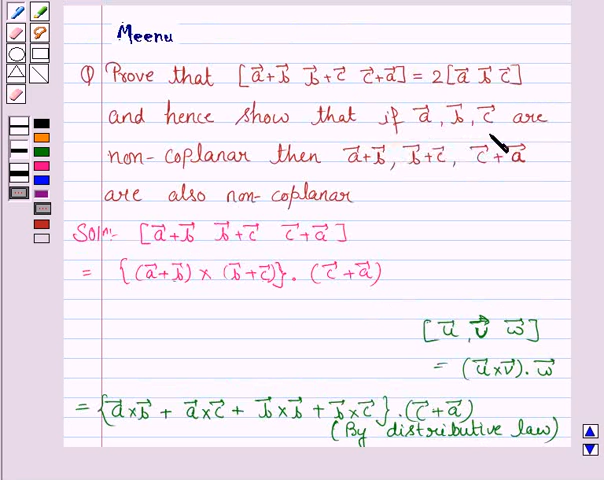 Meenu
Q Prove that [a⃗+b⃗ b⃗+c⃗ c⃗+a⃗] = 2[a⃗ b⃗ c⃗]
and hence show that if a⃗, b⃗, c⃗ are
non-coplanar then a⃗+b⃗, b⃗+c⃗, c⃗+a⃗
are also non coplanar
Soln:- [a⃗+b⃗ b⃗+c⃗ c⃗+a⃗]
= {(a⃗+b⃗) × (b⃗+c⃗)} . (c⃗+a⃗)
[u⃗, v⃗ w⃗]
= (u⃗×v⃗). w⃗
= {a⃗×b⃗ + a⃗×c⃗ + b⃗×b⃗ + b⃗×c⃗} . (c⃗+a⃗)
(By distributive law)